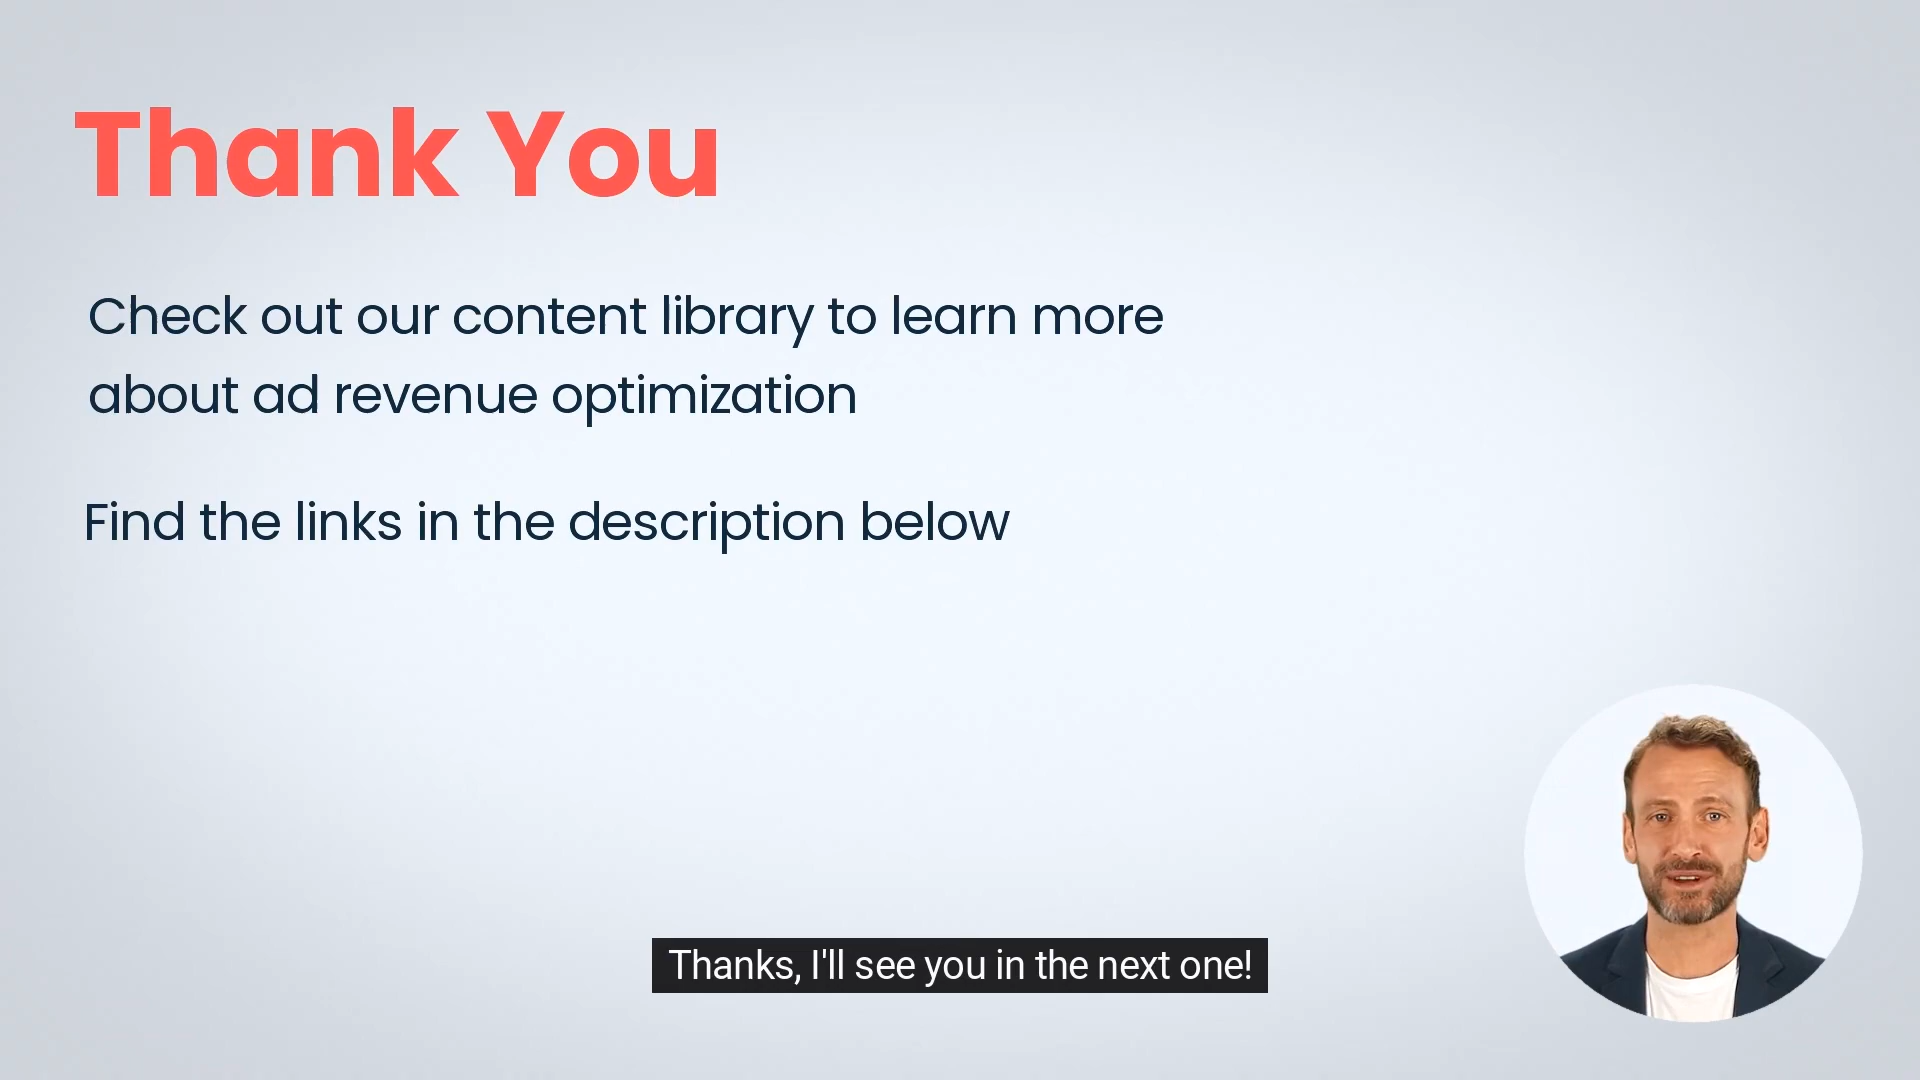 Thank You
Check out our content library to learn more
about ad revenue optimization
Find the links in the description below
Thanks, I'll see you in the next one!